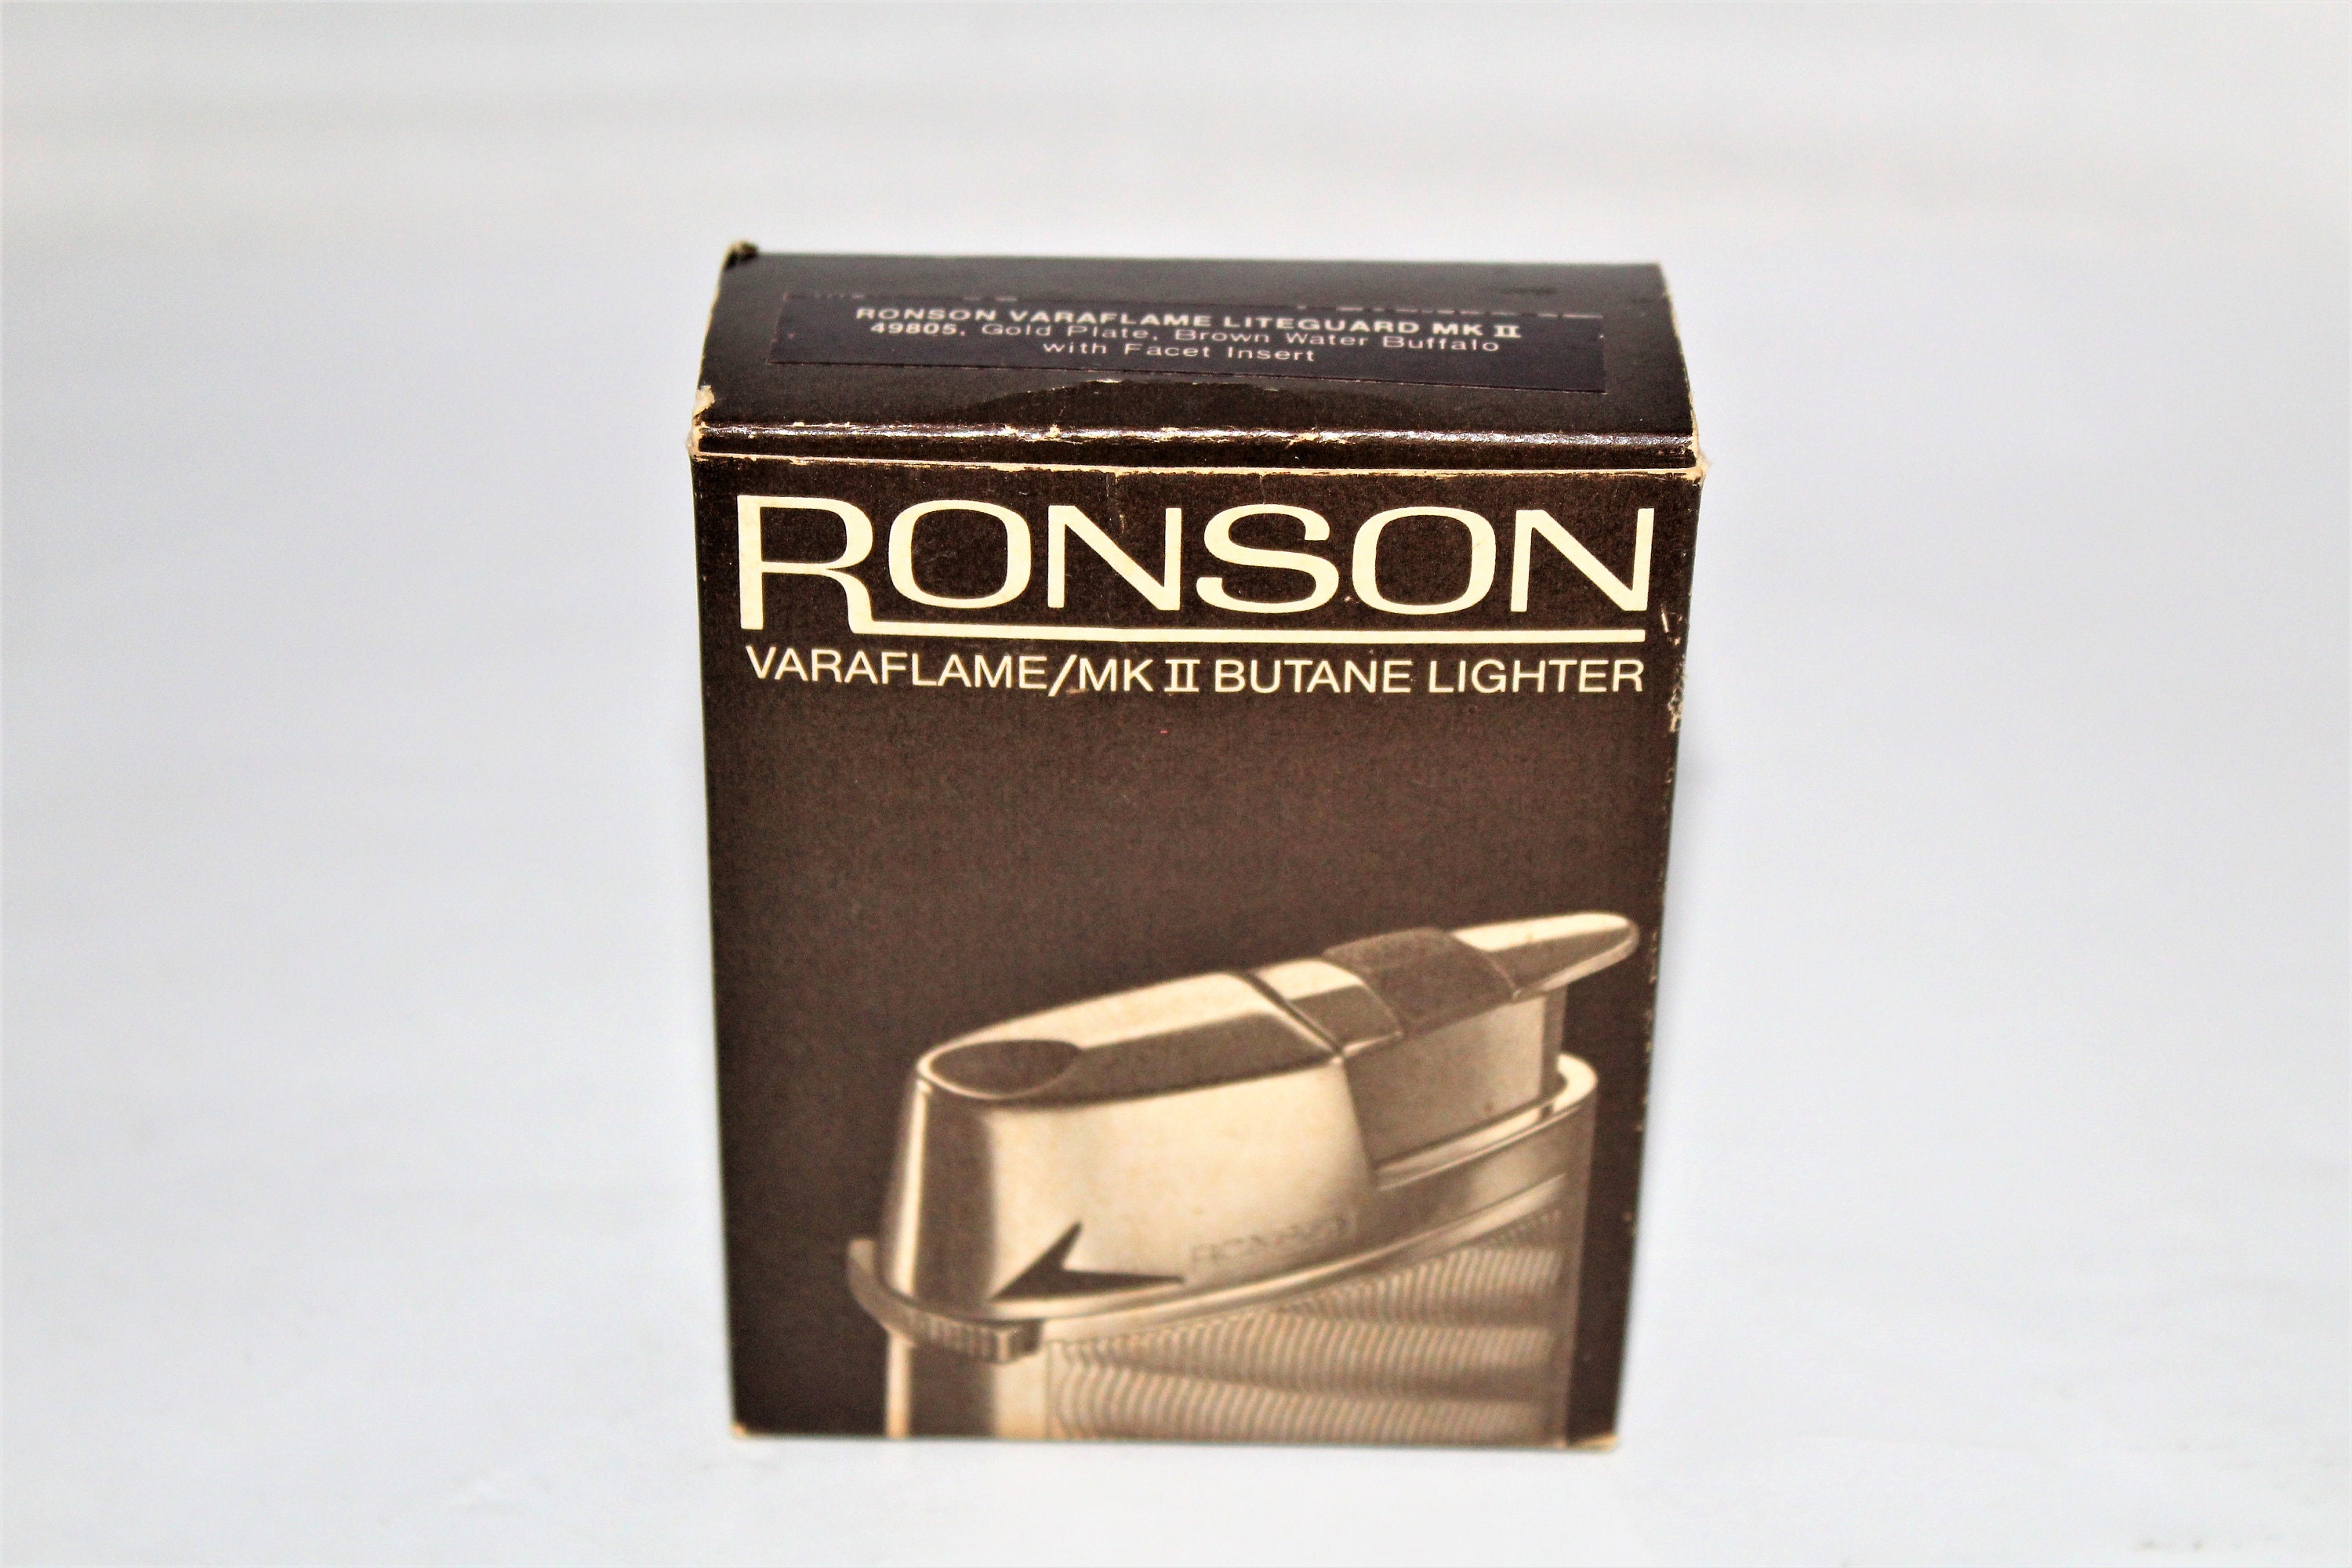 RONSON VARAFLAME LITEGUARD MK II
49805, Gold Plate, Brown Water Buffalo
with Facet Insert
RONSON
VARAFLAME/MK II BUTANE LIGHTER
RONSON